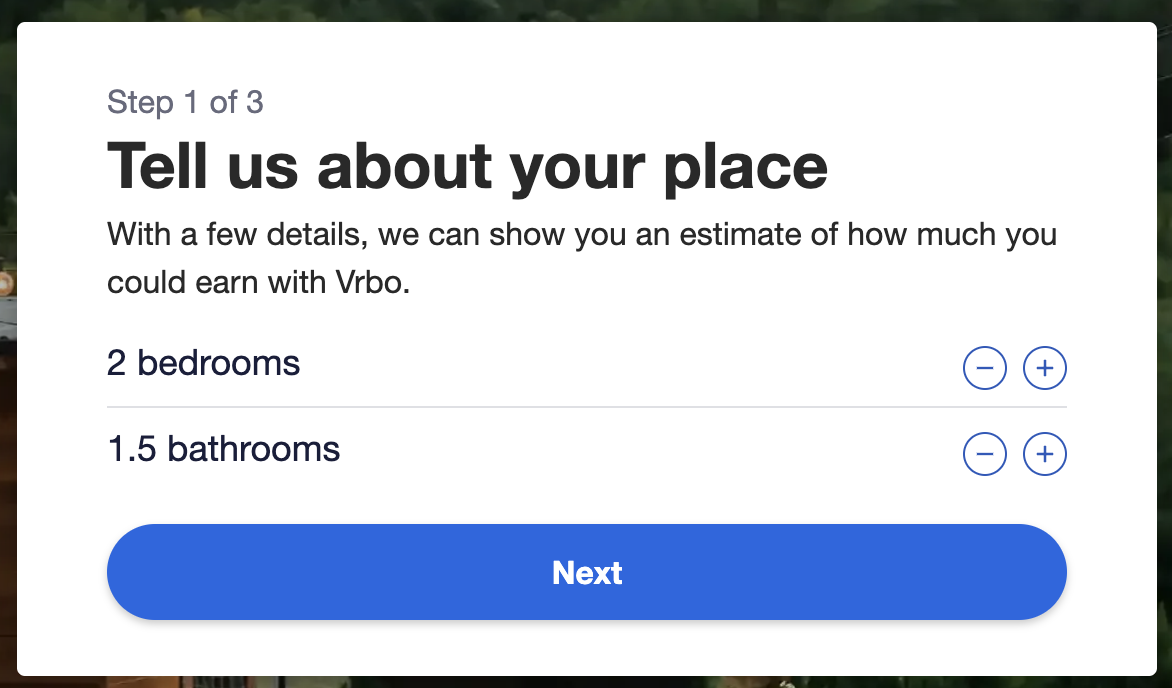 Step 1 of 3
Tell us about your place
With a few details, we can show you an estimate of how much you
could earn with Vrbo.
2 bedrooms
1.5 bathrooms
Next